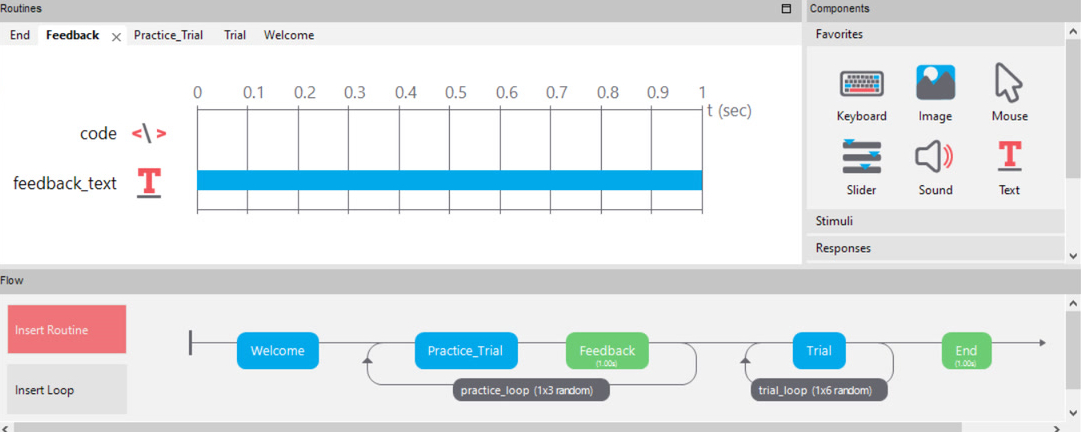 Routines
End Feedback Practice_Trial Trial Welcome
0 0.1 0.2 0.3 0.4 0.5 0.6 0.7 0.8 0.9 1
t (sec)
code
feedback_text
Components
Favorites
Keyboard Image Mouse
Slider Sound Text
Stimuli
Responses
Flow
Insert Routine
Insert Loop
Welcome
Practice_Trial
Feedback
(1.00s)
practice_loop (1x3 random)
Trial
trial_loop (1x6 random)
End
(1.00s)